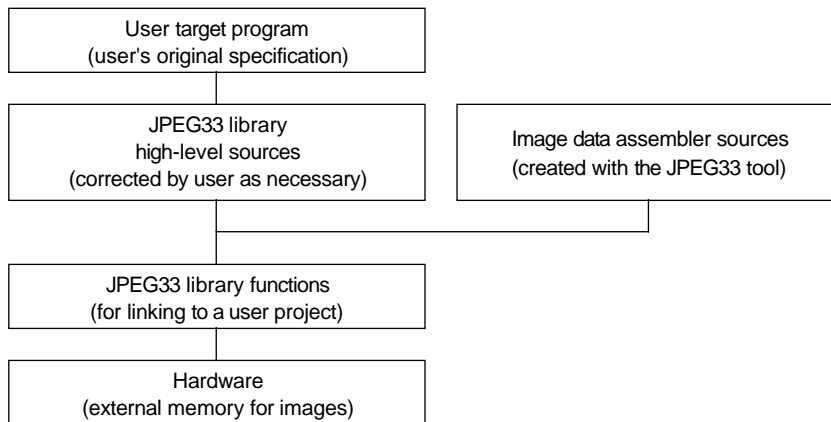 User target program
(user's original specification)
JPEG33 library
high-level sources
(corrected by user as necessary)
Image data assembler sources
(created with the JPEG33 tool)
JPEG33 library functions
(for linking to a user project)
Hardware
(external memory for images)